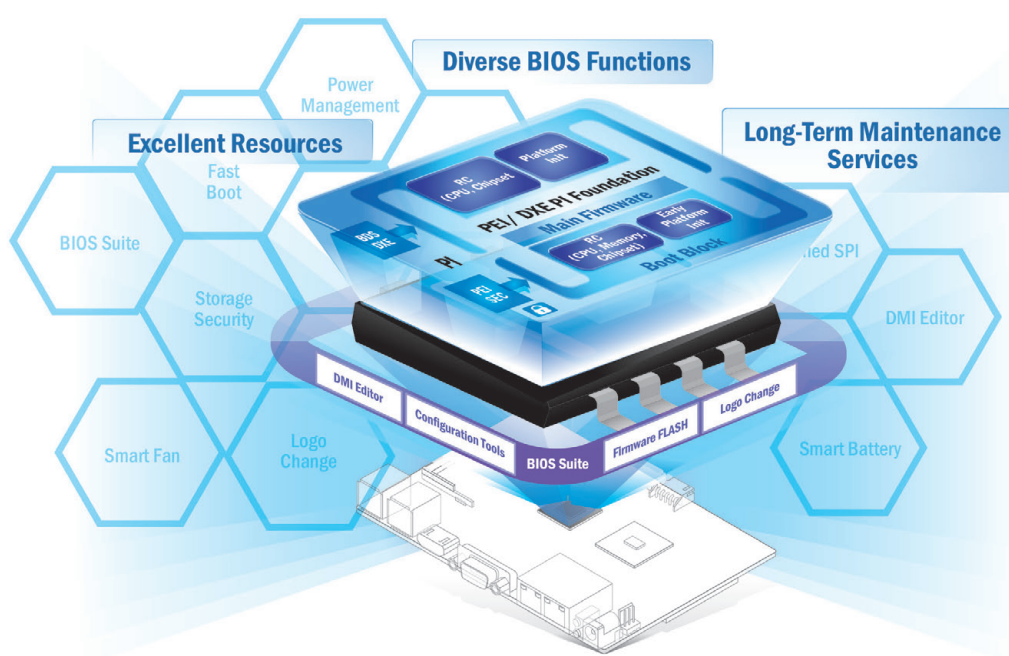 Diverse BIOS Functions
Power
Management
Excellent Resources
Long-Term Maintenance
Services
Fast
Boot
BIOS Suite
Storage
Security
Smart Fan
Logo
Change
RC
(CPU, Chipset
Platform
Init
PEI/ DXE PI Foundation
Main Firmware
BDS
DXE
PI
RC
(CPU, Memory,
Chipset)
Early
Platform
Init
Boot Block
PEI
SEC
SPI
DMI Editor
Smart Battery
DMI Editor
Configuration Tools
BIOS Suite
Firmware FLASH
Logo Change